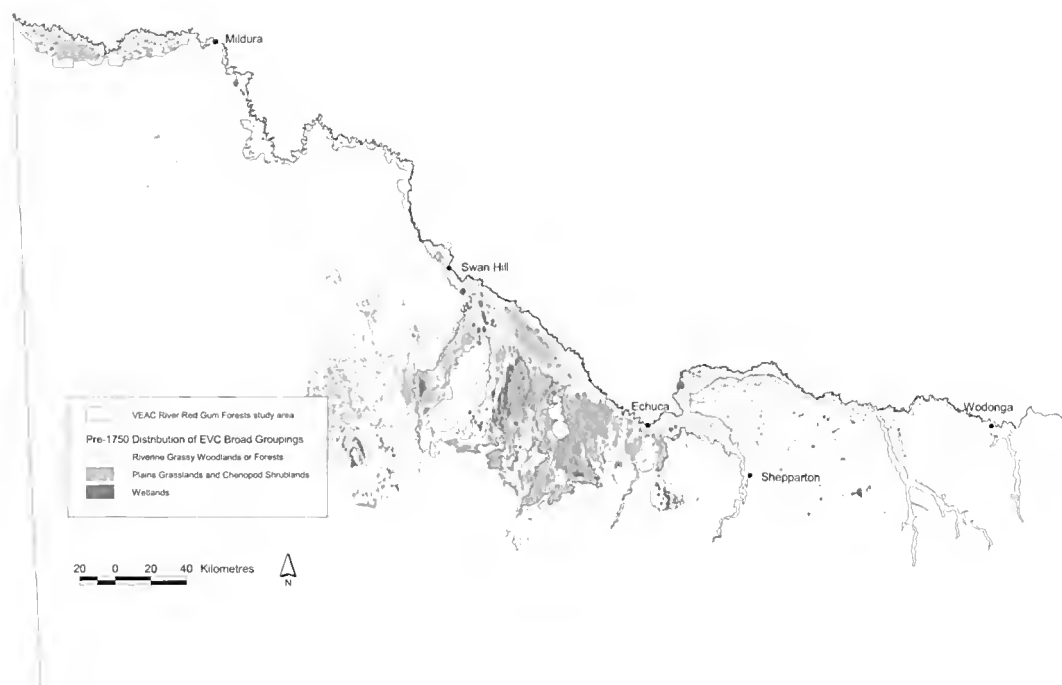 Mildura
Swan Hill
Echuca
Wodonga
Shepparton
VEAC River Red Gum Forests study area
Pre-1750 Distribution of EVC Broad Groupings
Riverine Grassy Woodlands or Forests
Plains Grasslands and Chenopod Shrublands
Wetlands
20 0 20 40 Kilometres
N